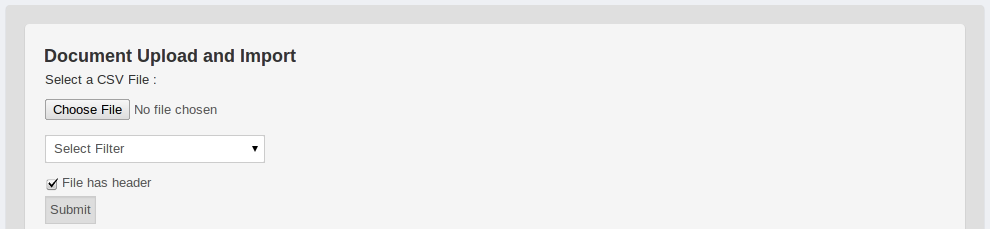 Document Upload and Import
Select a CSV File :
Choose File No file chosen
Select Filter
File has header
Submit